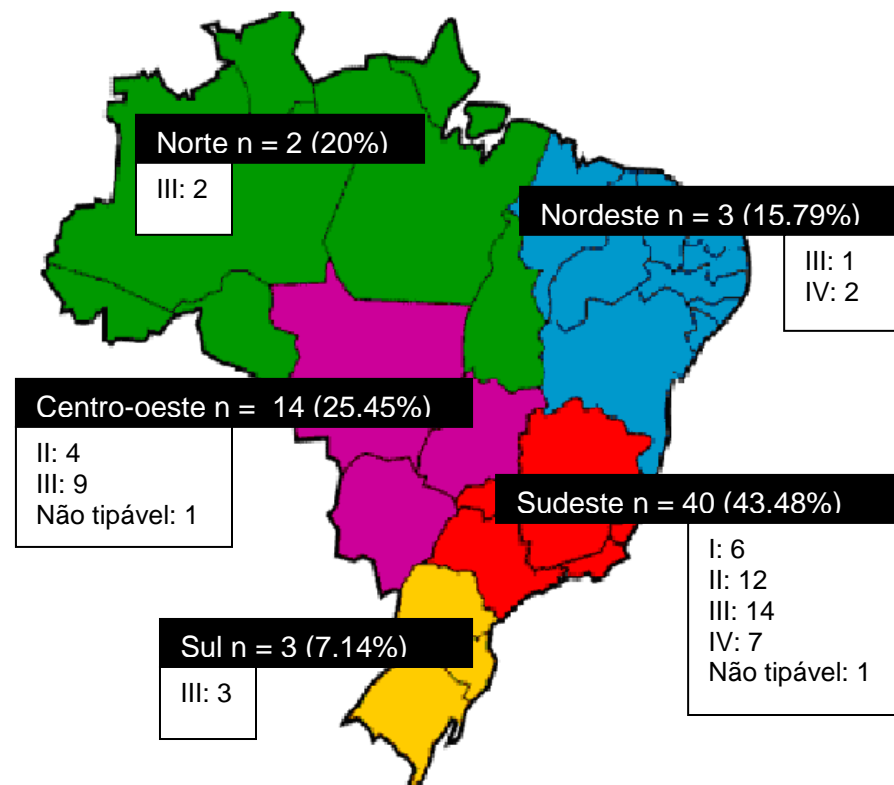 Norte n = 2 (20%)
III: 2
Nordeste n = 3 (15.79%)
III: 1
IV: 2
Centro-oeste n =  14 (25.45%)
II: 4
III: 9
Não tipável: 1
Sudeste n = 40 (43.48%)
I: 6
II: 12
III: 14
IV: 7
Não tipável: 1
Sul n = 3 (7.14%)
III: 3